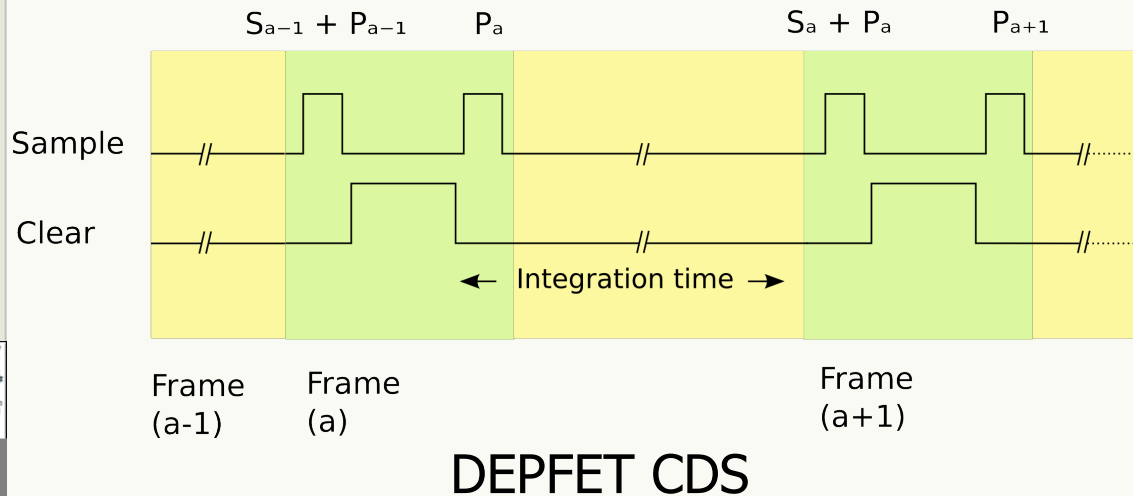 Sₐ₋₁ + Pₐ₋₁ Pₐ Sₐ + Pₐ Pₐ₊₁
Sample
Clear
Integration time
Frame Frame Frame
(a-1) (a) (a+1)
DEPFET CDS